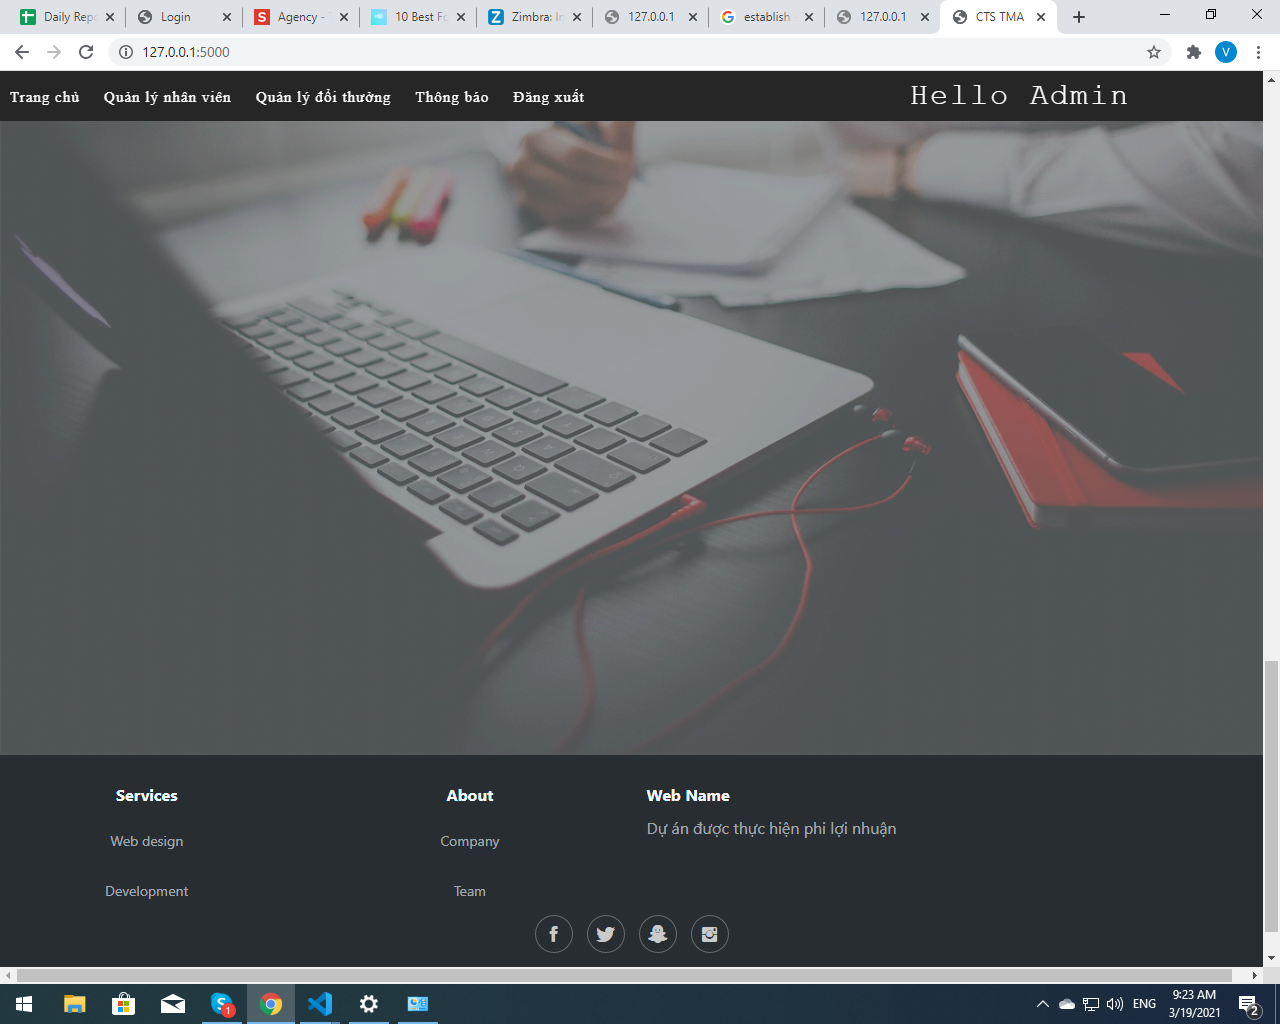 Daily Repo
Login
Agency -
10 Best Fo
Zimbra: In
127.0.0.1
establish
127.0.0.1
CTS TMA
127.0.0.1:5000
V
Trang chủ Quản lý nhân viên Quản lý đổi thưởng Thông báo Đăng xuất Hello Admin
Services About Web Name
Dự án được thực hiện phi lợi nhuận
Web design Company
Development Team
1
ENG
9:23 AM
3/19/2021
2